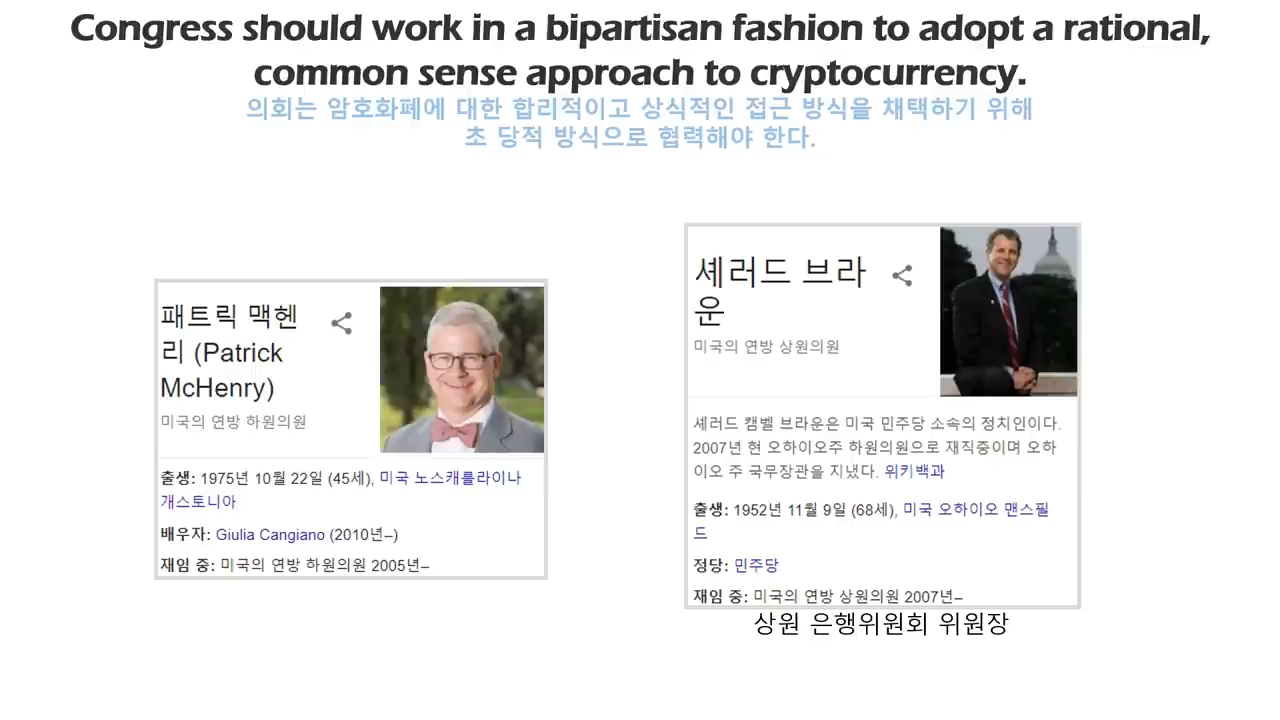 Congress should work in a bipartisan fashion to adopt a rational,
common sense approach to cryptocurrency.
의회는 암호화폐에 대한 합리적이고 상식적인 접근 방식을 채택하기 위해
초 당적 방식으로 협력해야 한다.
패트릭 맥헨
리 (Patrick
McHenry)
미국의 연방 하원의원
출생: 1975년 10월 22일 (45세), 미국 노스캐롤라이나
개스토니아
배우자: Giulia Cangiano (2010년–)
재임 중: 미국의 연방 하원의원 2005년–
셰러드 브라
운
미국의 연방 상원의원
셰러드 캠벨 브라운은 미국 민주당 소속의 정치인이다.
2007년 현 오하이오주 하원의원으로 재직중이며 오하
이오 주 국무장관을 지냈다. 위키백과
출생: 1952년 11월 9일 (68세), 미국 오하이오 맨스필
드
정당: 민주당
재임 중: 미국의 연방 상원의원 2007년–
상원 은행위원회 위원장